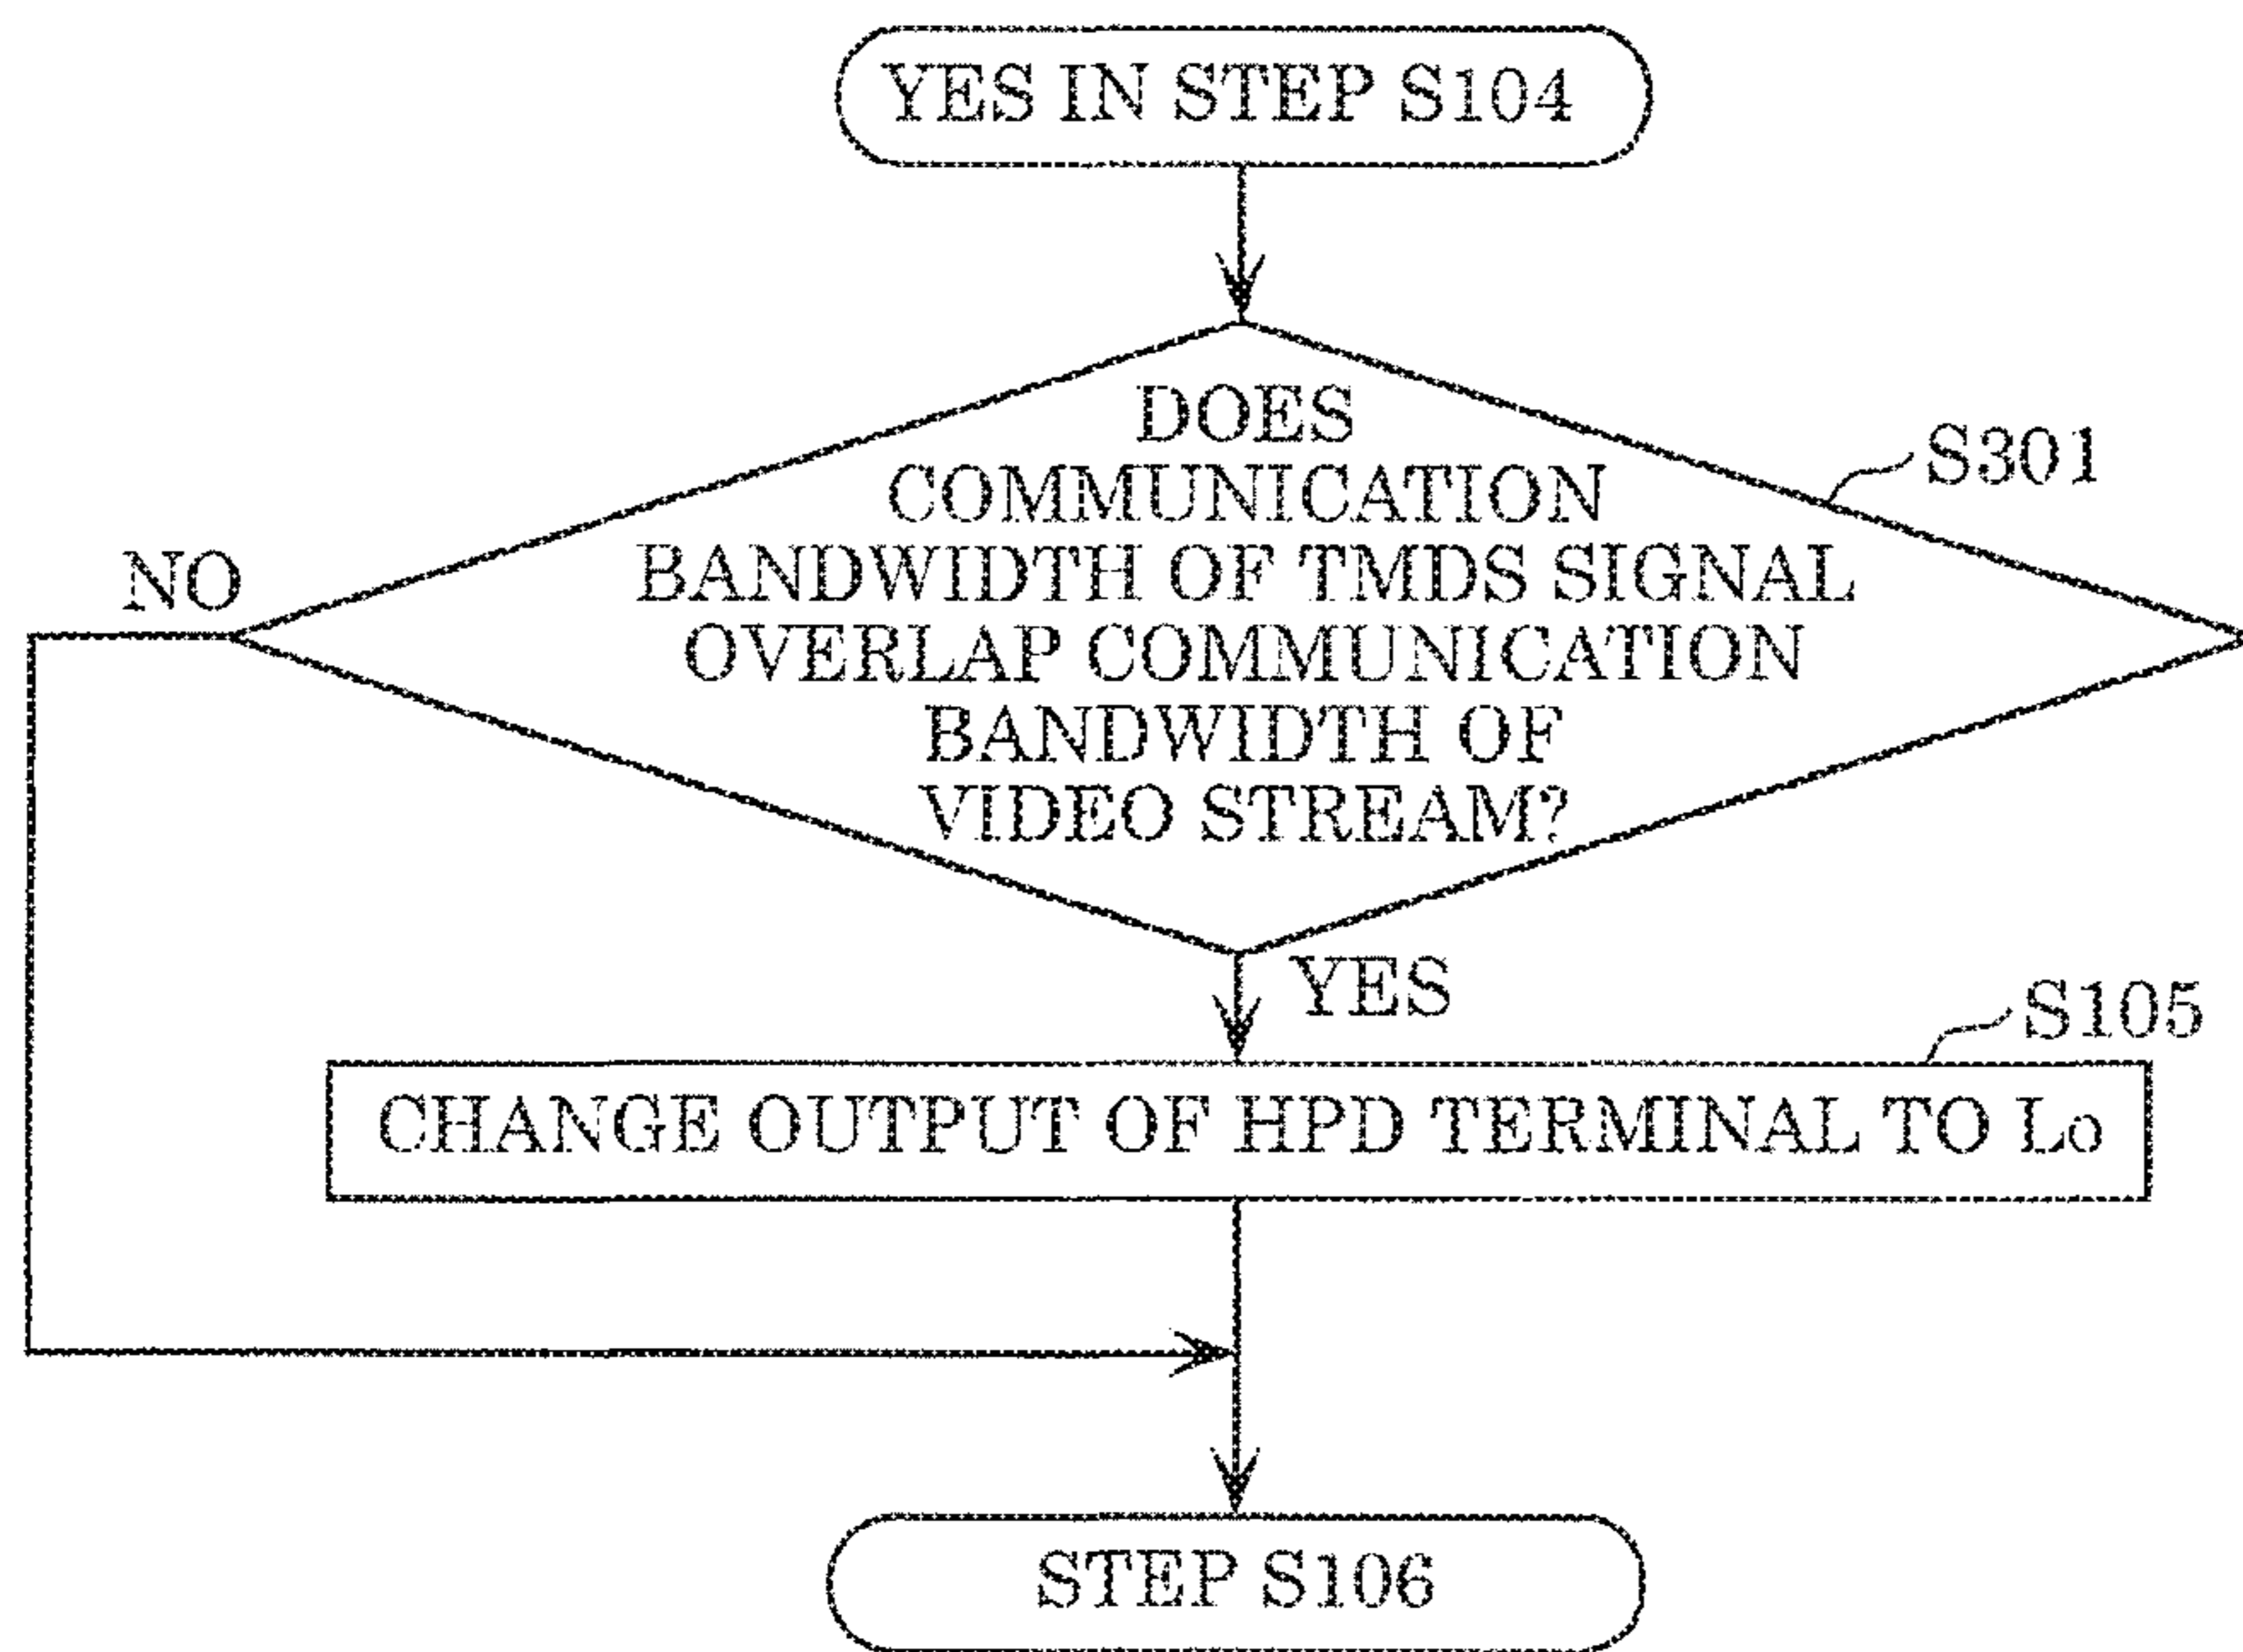 YES IN STEP S104
DOES
COMMUNICATION
S301
BANDWIDTH OF TMDS SIGNAL
NO
OVERLAP COMMUNICATION
BANDWIDTH OF
VIDEO STREAM?
YES
S105
CHANGE OUTPUT OF HPD TERMINAL TO Lo
STEP S106